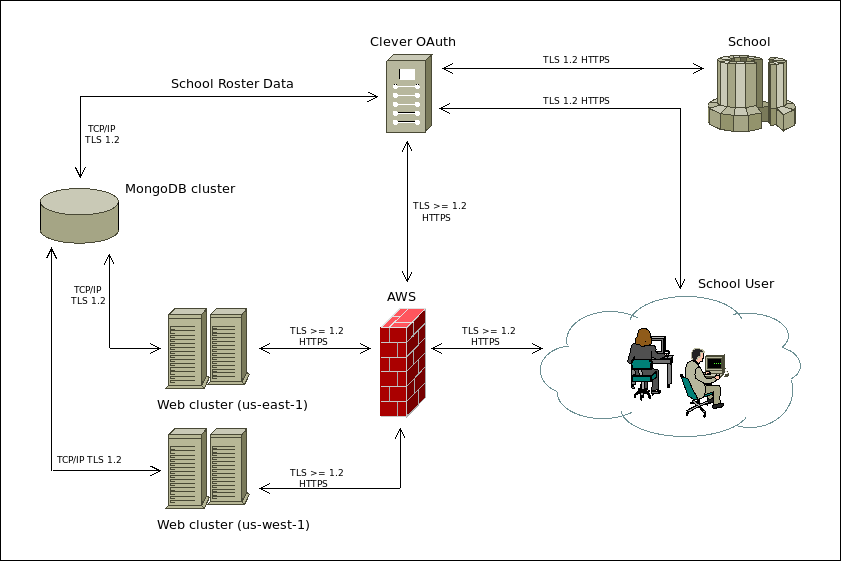 Clever OAuth
School
TLS 1.2 HTTPS
School Roster Data
TLS 1.2 HTTPS
TCP/IP
TLS 1.2
MongoDB cluster
TLS >= 1.2
HTTPS
School User
TCP/IP
TLS 1.2
AWS
TLS >= 1.2
HTTPS
TLS >= 1.2
HTTPS
Web cluster (us-east-1)
TCP/IP TLS 1.2
TLS >= 1.2
HTTPS
Web cluster (us-west-1)